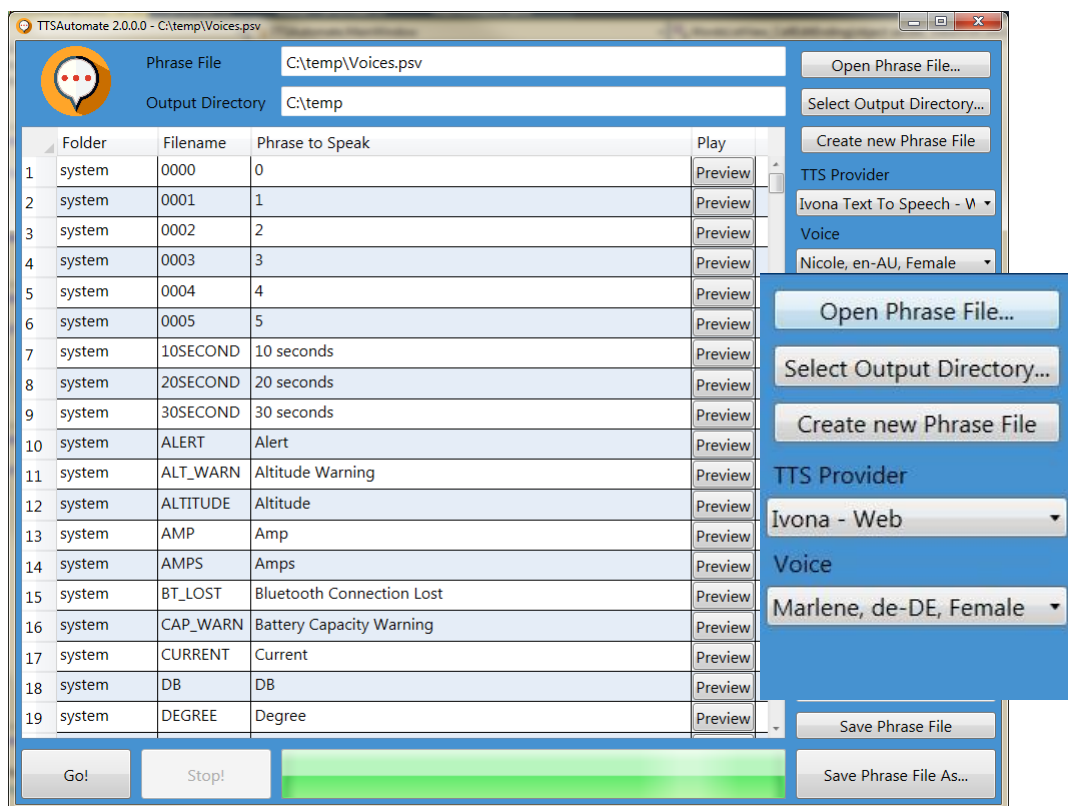 TTSAutomate 2.0.0.0 - C:\temp\Voices.psv
Phrase File C:\temp\Voices.psv Open Phrase File...
Output Directory C:\temp Select Output Directory...
Create new Phrase File
Folder Filename Phrase to Speak Play
TTS Provider
1 system 0000 0 Preview
Ivona Text To Speech - W
2 system 0001 1 Preview
Voice
3 system 0002 2 Preview
Nicole, en-AU, Female
4 system 0003 3 Preview
5 system 0004 4 Preview
6 system 0005 5 Preview
7 system 10SECOND 10 seconds Preview
8 system 20SECOND 20 seconds Preview
9 system 30SECOND 30 seconds Preview
10 system ALERT Alert Preview
11 system ALT_WARN Altitude Warning Preview
12 system ALTITUDE Altitude Preview
13 system AMP Amp Preview
14 system AMPS Amps Preview
15 system BT_LOST Bluetooth Connection Lost Preview
16 system CAP_WARN Battery Capacity Warning Preview
17 system CURRENT Current Preview
18 system DB DB Preview
19 system DEGREE Degree Preview
Open Phrase File...
Select Output Directory...
Create new Phrase File
TTS Provider
Ivona - Web
Voice
Marlene, de-DE, Female
Save Phrase File
Go! Stop! Save Phrase File As...